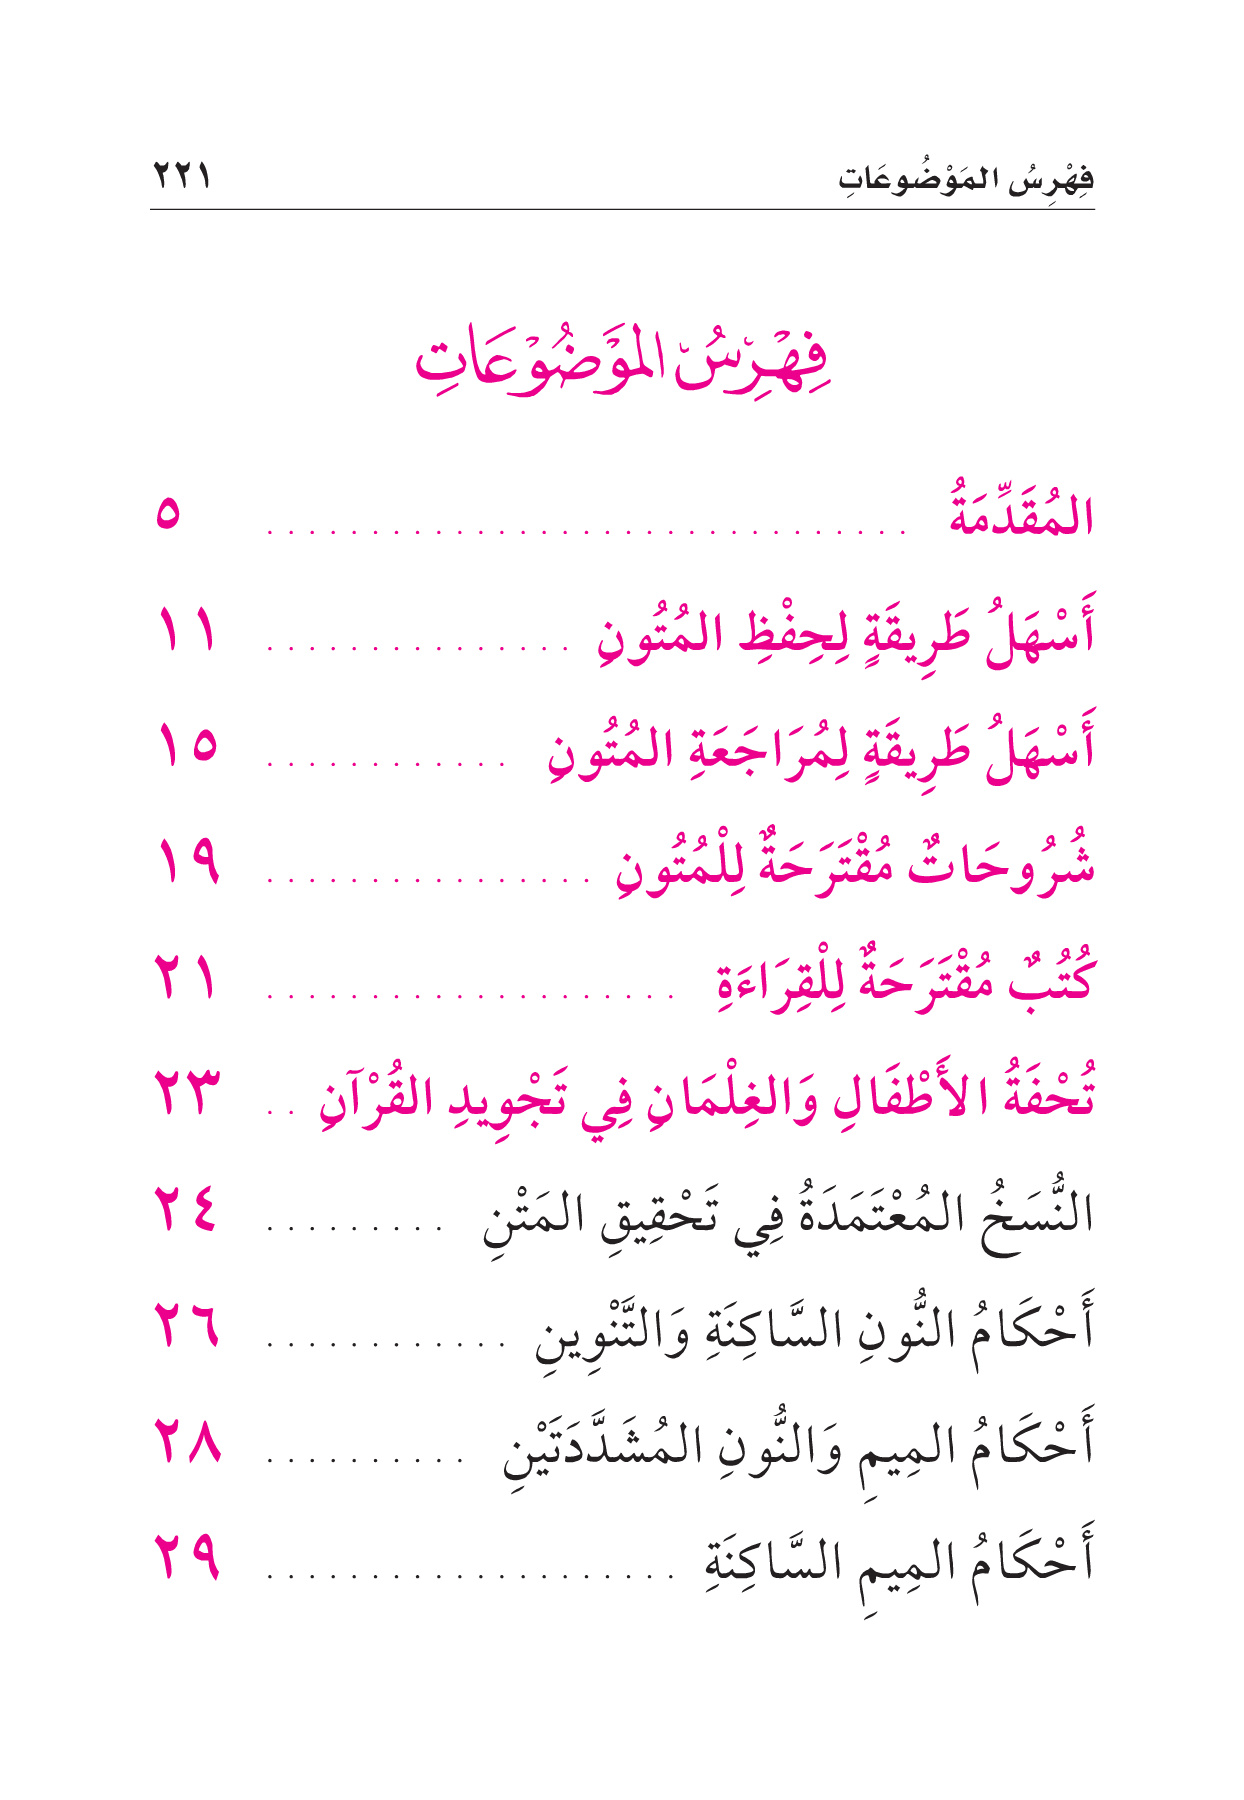 فِهْرِسُ المَوْضُوعَاتِ ٢٢١
فِهْرِسُ المَوْضُوْعَاتِ
المُقَدِّمَةُ . . . . . . . . . . . . . . . . . . . . . . . . . . . . . . . ٥
أَسْهَلُ طَرِيقَةٍ لِحِفْظِ المُتُونِ . . . . . . . . . . . . . . . ١١
أَسْهَلُ طَرِيقَةٍ لِمُرَاجَعَةِ المُتُونِ . . . . . . . . . . . . ١٥
شُرُوحَاتٌ مُقْتَرَحَةٌ لِلْمُتُونِ . . . . . . . . . . . . . . . . ١٩
كُتُبٌ مُقْتَرَحَةٌ لِلْقِرَاءَةِ . . . . . . . . . . . . . . . . . . . . ٢١
تُحْفَةُ الأَطْفَالِ وَالغِلْمَانِ فِي تَجْوِيدِ القُرْآنِ . . ٢٣
النُّسَخُ المُعْتَمَدَةُ فِي تَحْقِيقِ المَتْنِ . . . . . . . . . ٢٤
أَحْكَامُ النُّونِ السَّاكِنَةِ وَالتَّنْوِينِ . . . . . . . . . . . . ٢٦
أَحْكَامُ المِيمِ وَالنُّونِ المُشَدَّدَتَيْنِ . . . . . . . . . . ٢٨
أَحْكَامُ المِيمِ السَّاكِنَةِ . . . . . . . . . . . . . . . . . . . . ٢٩